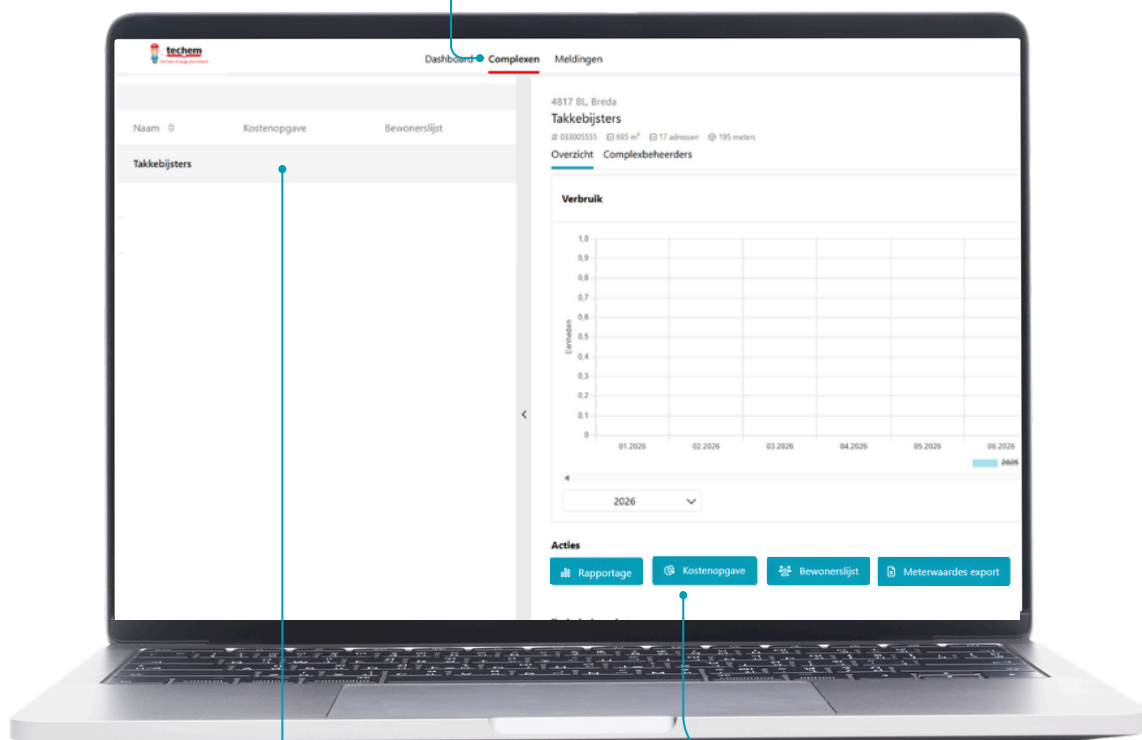 techem
Dashboard Complexen Meldingen
Naam Kostenopgave Bewonerslijst
Takkebijsters
4817 BL, Breda
Takkebijsters
# 033005555 695 m² 17 adressen 195 meters
Overzicht Complexbeheerders
Verbruik
Eenheden
1,0
0,9
0,8
0,7
0,6
0,5
0,4
0,3
0,2
0,1
0
01.2026 02.2026 03.2026 04.2026 05.2026 06.2026
2025
2026
Acties
Rapportage Kostenopgave Bewonerslijst Meterwaardes export